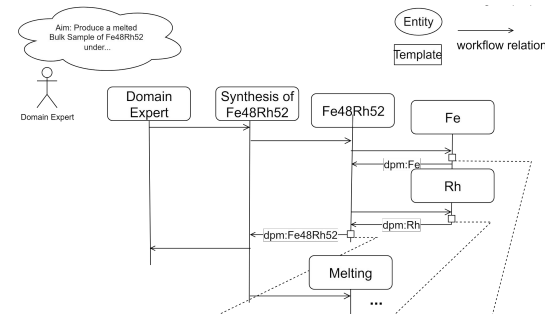 Aim: Produce a melted
Bulk Sample of Fe48Rh52
under...
Domain Expert
Entity
Template
workflow relation
Domain
Expert
Synthesis of
Fe48Rh52
Fe48Rh52
Fe
dpm:Fe
Rh
dpm:Rh
dpm:Fe48Rh52
Melting
...